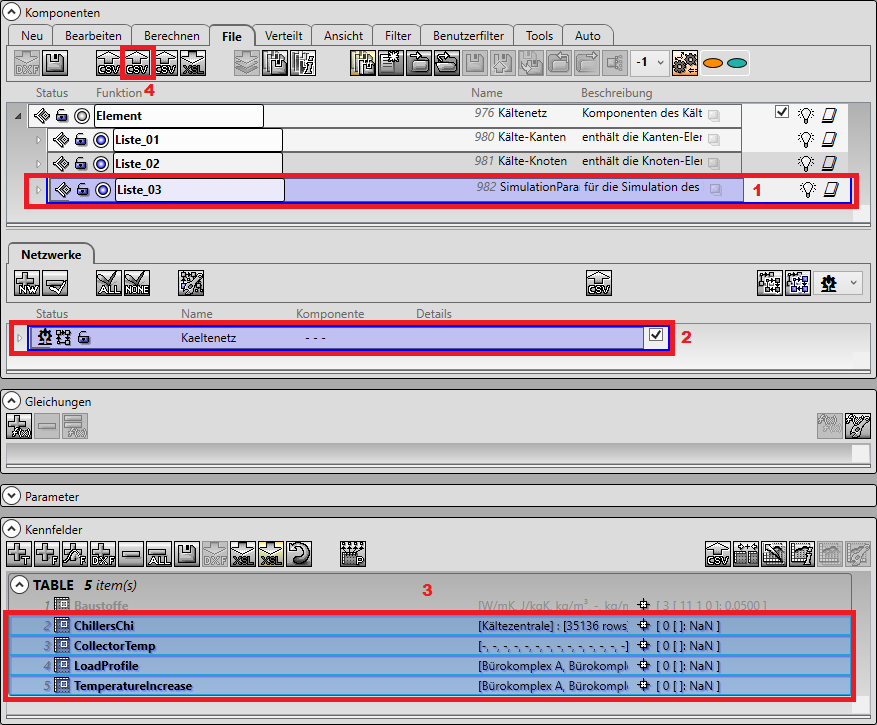 Komponenten
Neu Bearbeiten Berechnen File Verteilt Ansicht Filter Benutzerfilter Tools Auto
DXF CSV CSV CSV XSL -1
4
Status Funktion Name Beschreibung
Element 976 Kältenetz Komponenten des Kält
Liste_01 980 Kälte-Kanten enthält die Kanten-Eler
Liste_02 981 Kälte-Knoten enthält die Knoten-Eler
Liste_03 982 SimulationPara für die Simulation des 1
Netzwerke
NW ALL NONE CSV
Status Name Komponente Details
Kaeltenetz - - - 2
Gleichungen
f(x) f(x) f(x)
Parameter
Kennfelder
T F F DXF ALL DXF XSL XSL P CSV
TABLE 5 item(s) 3
1 Baustoffe [W/mK, J/kgK, kg/m³, -, kg/m [ 3 [ 11 1 0 ]: 0.0500 ]
2 ChillersChi [Kältezentrale] : [35136 rows, [ 0 [ ]: NaN ]
3 CollectorTemp [-, -, -, -, -, -, -, -, -, -, -, -] [ 0 [ ]: NaN ]
4 LoadProfile [Bürokomplex A, Bürokompl [ 0 [ ]: NaN ]
5 TemperatureIncrease [Bürokomplex A, Bürokompl [ 0 [ ]: NaN ]